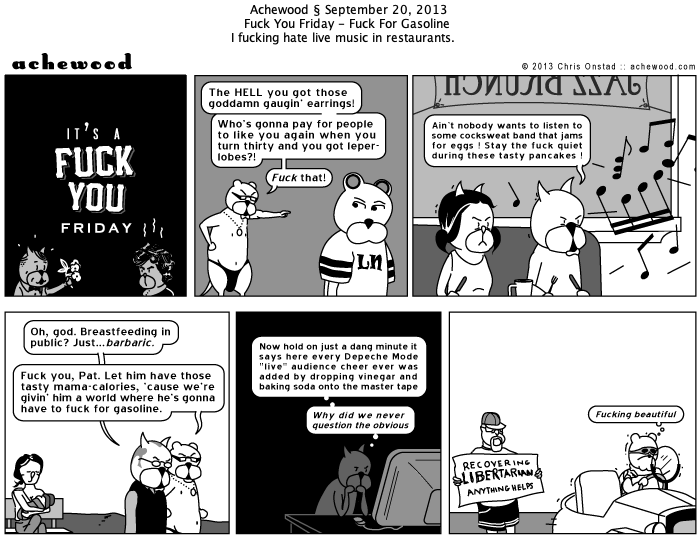 Achewood § September 20, 2013
Fuck You Friday – Fuck For Gasoline
I fucking hate live music in restaurants.
achewood
© 2013 Chris Onstad :: achewood.com
IT'S A
FUCK
YOU
FRIDAY
The HELL you got those
goddamn gaugin' earrings!
Who's gonna pay for people
to like you again when you
turn thirty and you got leper-
lobes?!
Fuck that!
LN
JAZZ BRUNCH
Ain't nobody wants to listen to
some cocksweat band that jams
for eggs ! Stay the fuck quiet
during these tasty pancakes !
Oh, god. Breastfeeding in
public? Just...barbaric.
Fuck you, Pat. Let him have those
tasty mama-calories, 'cause we're
givin' him a world where he's gonna
have to fuck for gasoline.
Now hold on just a dang minute it
says here every Depeche Mode
"live" audience cheer ever was
added by dropping vinegar and
baking soda onto the master tape
Why did we never
question the obvious
RECOVERING
LIBERTARIAN
ANYTHING HELPS
Fucking beautiful